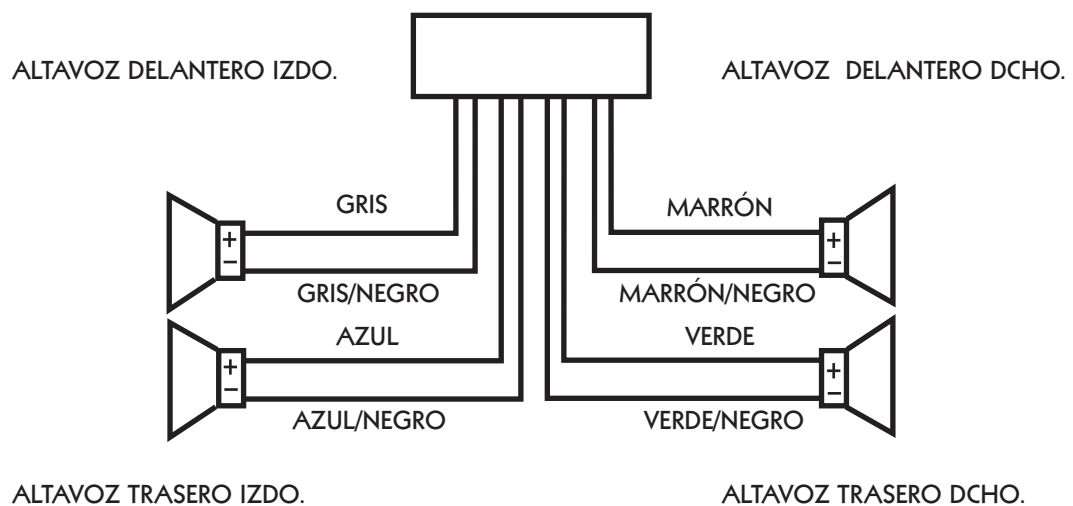 ALTAVOZ DELANTERO IZDO.
ALTAVOZ DELANTERO DCHO.
GRIS
MARRÓN
+
−
+
−
GRIS/NEGRO
MARRÓN/NEGRO
AZUL
VERDE
+
−
+
−
AZUL/NEGRO
VERDE/NEGRO
ALTAVOZ TRASERO IZDO.
ALTAVOZ TRASERO DCHO.